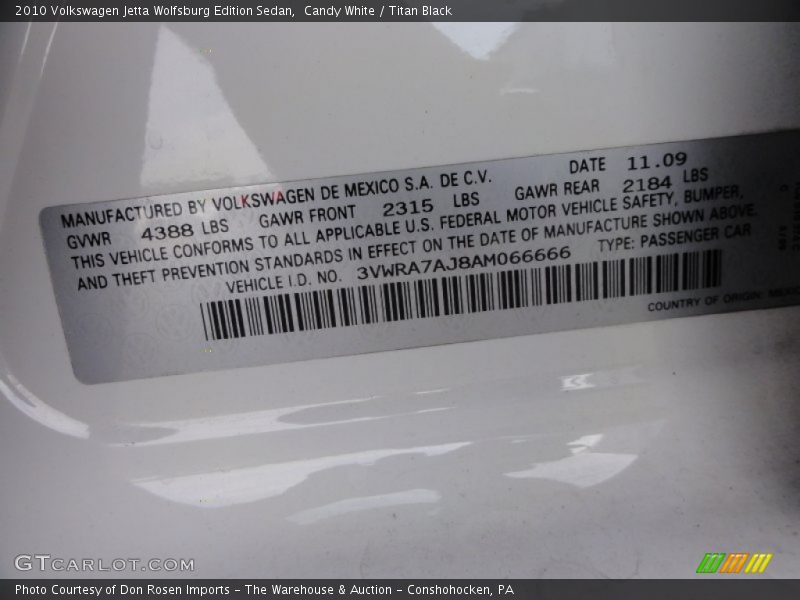 2010 Volkswagen Jetta Wolfsburg Edition Sedan, Candy White / Titan Black
MANUFACTURED BY VOLKSWAGEN DE MEXICO S.A. DE C.V. DATE 11.09
GVWR 4388 LBS GAWR FRONT 2315 LBS GAWR REAR 2184 LBS
THIS VEHICLE CONFORMS TO ALL APPLICABLE U.S. FEDERAL MOTOR VEHICLE SAFETY, BUMPER,
AND THEFT PREVENTION STANDARDS IN EFFECT ON THE DATE OF MANUFACTURE SHOWN ABOVE.
VEHICLE I.D. NO. 3VWRA7AJ8AM066666 TYPE: PASSENGER CAR
COUNTRY OF ORIGIN: MEXICO
GTCARLOT.COM
Photo Courtesy of Don Rosen Imports – The Warehouse & Auction – Conshohocken, PA